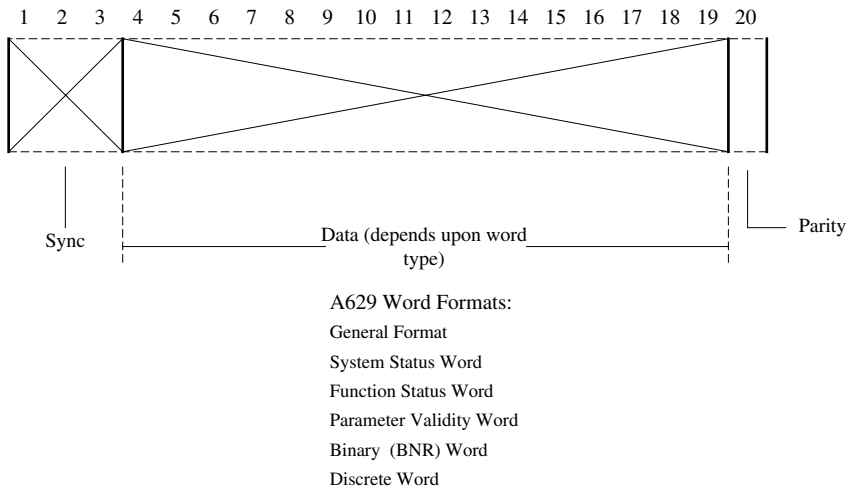 1 2 3 4 5 6 7 8 9 10 11 12 13 14 15 16 17 18 19 20
Sync
Data (depends upon word
type)
Parity
A629 Word Formats:
General Format
System Status Word
Function Status Word
Parameter Validity Word
Binary (BNR) Word
Discrete Word